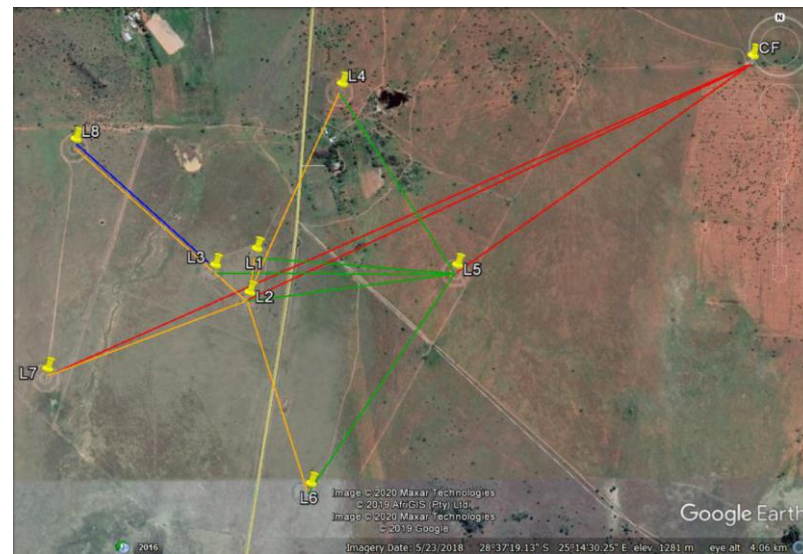 N
CF
L4
L8
L3
L1
L5
L2
L7
L6
Image © 2020 Maxar Technologies
© 2019 AfriGIS (Pty) Ltd.
Image © 2020 Maxar Technologies
© 2019 Google
Google Earth
2016
Imagery Date: 5/23/2018 28°37'19.13" S 25°14'30.25" E elev 1281 m eye alt 4.06 km